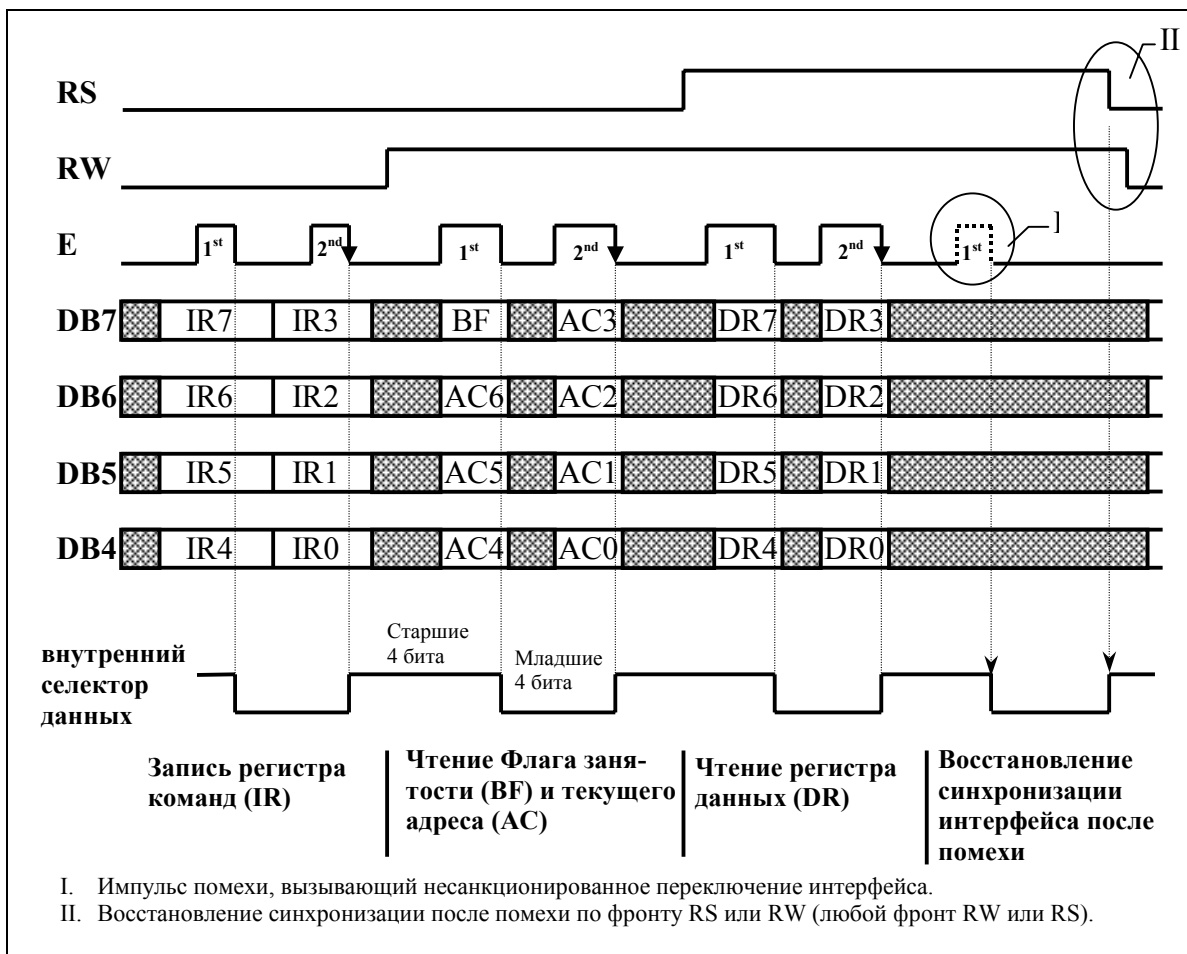 II
RS
RW
E 1st 2nd 1st 2nd 1st 2nd 1st I
DB7 IR7 IR3 BF AC3 DR7 DR3
DB6 IR6 IR2 AC6 AC2 DR6 DR2
DB5 IR5 IR1 AC5 AC1 DR5 DR1
DB4 IR4 IR0 AC4 AC0 DR4 DR0
внутренний
селектор
данных
Старшие
4 бита
Младшие
4 бита
Запись регистра
команд (IR)
Чтение Флага заня-
тости (BF) и текущего
адреса (AC)
Чтение регистра
данных (DR)
Восстановление
синхронизации
интерфейса после
помехи
I. Импульс помехи, вызывающий несанкционированное переключение интерфейса.
II. Восстановление синхронизации после помехи по фронту RS или RW (любой фронт RW или RS).